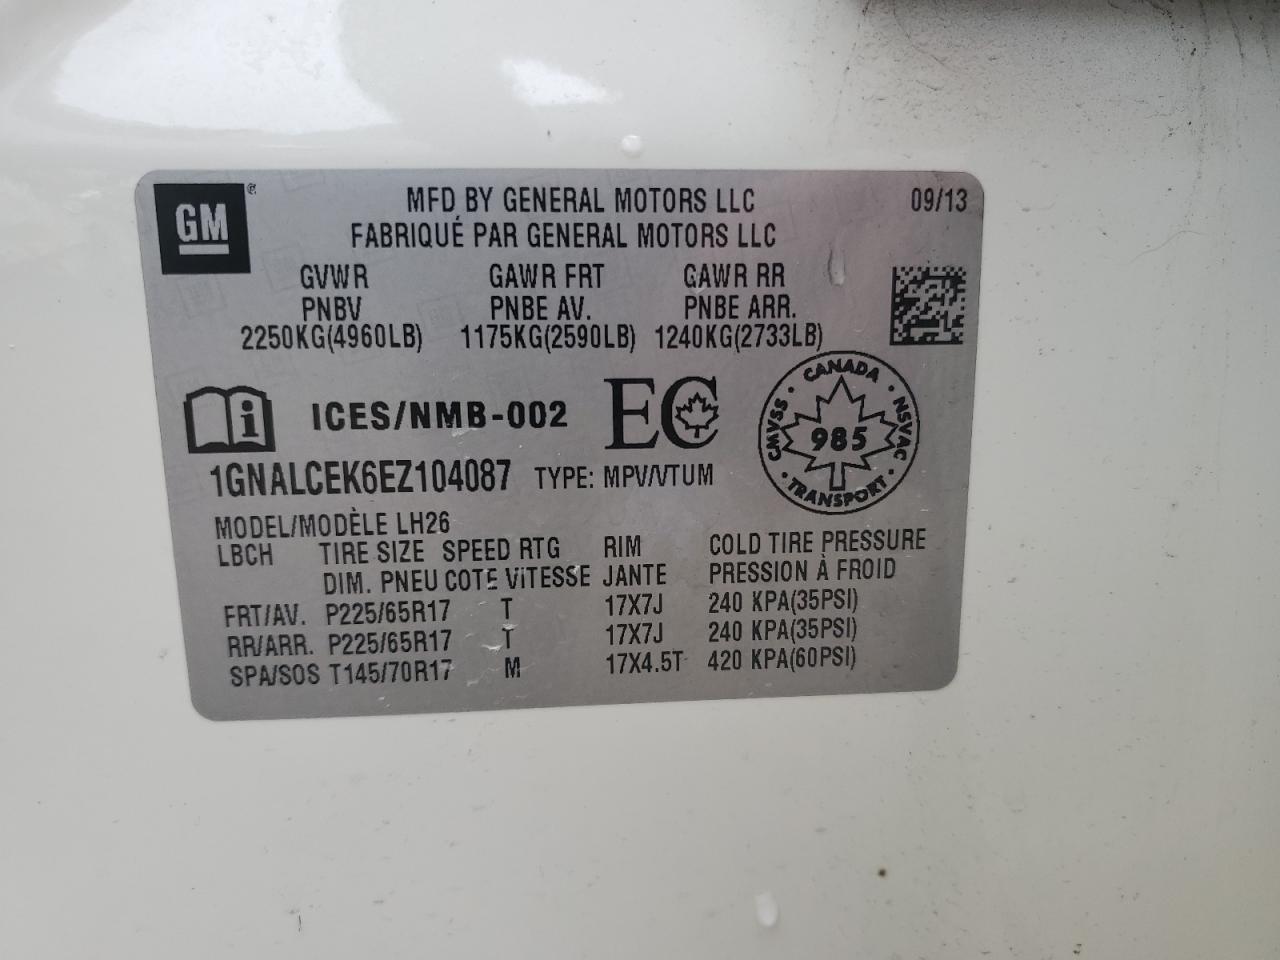 GM ®
MFD BY GENERAL MOTORS LLC 09/13
FABRIQUÉ PAR GENERAL MOTORS LLC
GVWR GAWR FRT GAWR RR
PNBV PNBE AV. PNBE ARR.
2250KG(4960LB) 1175KG(2590LB) 1240KG(2733LB)
i ICES/NMB-002 EC
CANADA
CMVSS 985 NSVAC
TRANSPORT
1GNALCEK6EZ104087 TYPE: MPV/VTUM
MODEL/MODÈLE LH26
LBCH TIRE SIZE SPEED RTG RIM COLD TIRE PRESSURE
DIM. PNEU COTE VITESSE JANTE PRESSION À FROID
FRT/AV. P225/65R17 T 17X7J 240 KPA(35PSI)
RR/ARR. P225/65R17 T 17X7J 240 KPA(35PSI)
SPA/SOS T145/70R17 M 17X4.5T 420 KPA(60PSI)